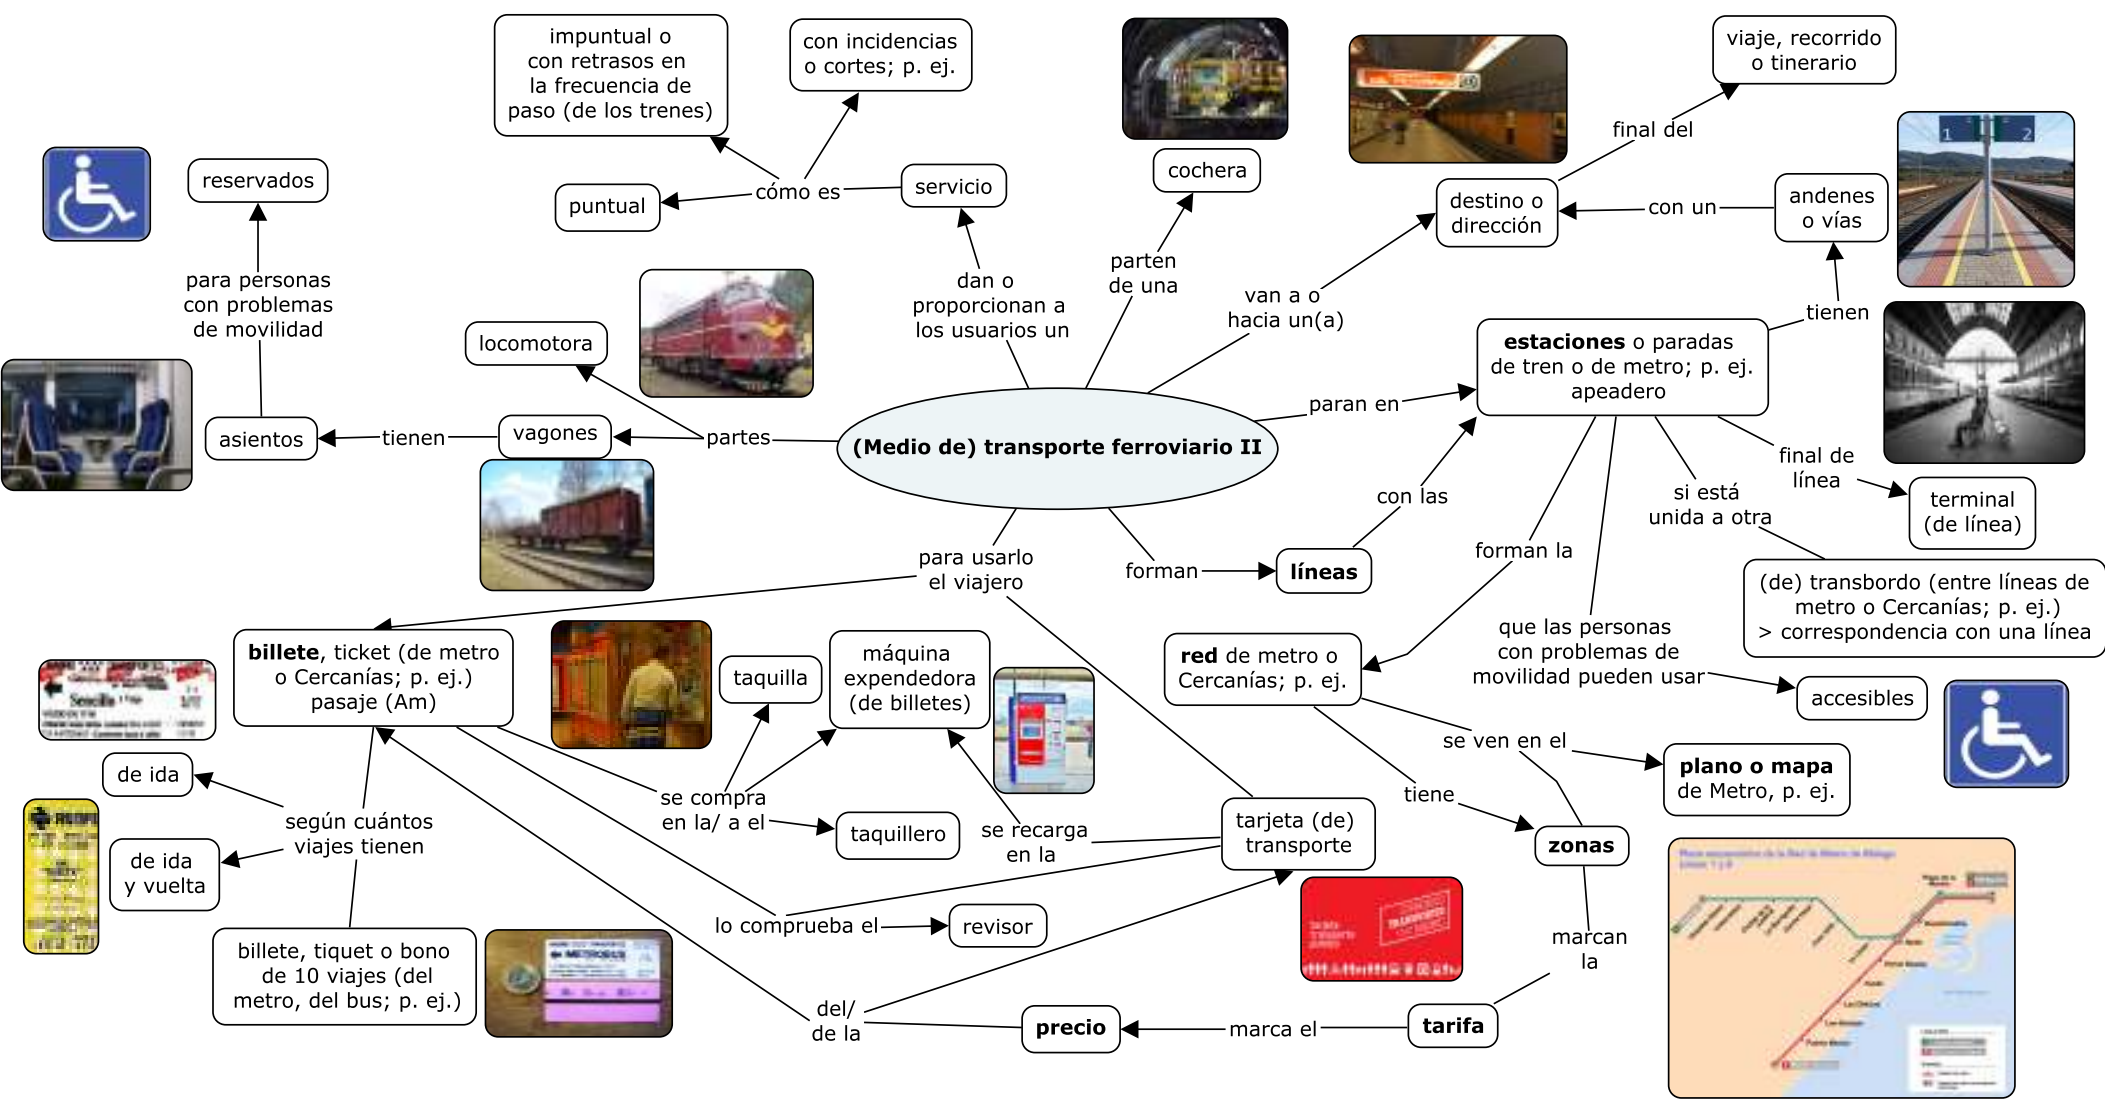 impuntual o
con retrasos en
la frecuencia de
paso (de los trenes)
con incidencias
o cortes; p. ej.
viaje, recorrido
o tinerario
final del
1 2
reservados
puntual
cómo es
servicio
cochera
destino o
dirección
con un
andenes
o vías
para personas
con problemas
de movilidad
dan o
proporcionan a
los usuarios un
parten
de una
van a o
hacia un(a)
tienen
locomotora
estaciones o paradas
de tren o de metro; p. ej.
apeadero
paran en
asientos
tienen
vagones
partes
(Medio de) transporte ferroviario II
final de
línea
con las
si está
unida a otra
terminal
(de línea)
para usarlo
el viajero
forman
líneas
forman la
(de) transbordo (entre líneas de
metro o Cercanías; p. ej.)
> correspondencia con una línea
billete, ticket (de metro
o Cercanías; p. ej.)
pasaje (Am)
taquilla
máquina
expendedora
(de billetes)
red de metro o
Cercanías; p. ej.
que las personas
con problemas de
movilidad pueden usar
accesibles
Sencillo
de ida
se ven en el
plano o mapa
de Metro, p. ej.
se compra
en la/ a el
tiene
según cuántos
viajes tienen
taquillero
se recarga
en la
tarjeta (de)
transporte
zonas
de ida
y vuelta
lo comprueba el
revisor
marcan
la
billete, tiquet o bono
de 10 viajes (del
metro, del bus; p. ej.)
METROBUS
TRANSPORTE
del/
de la
precio
marca el
tarifa